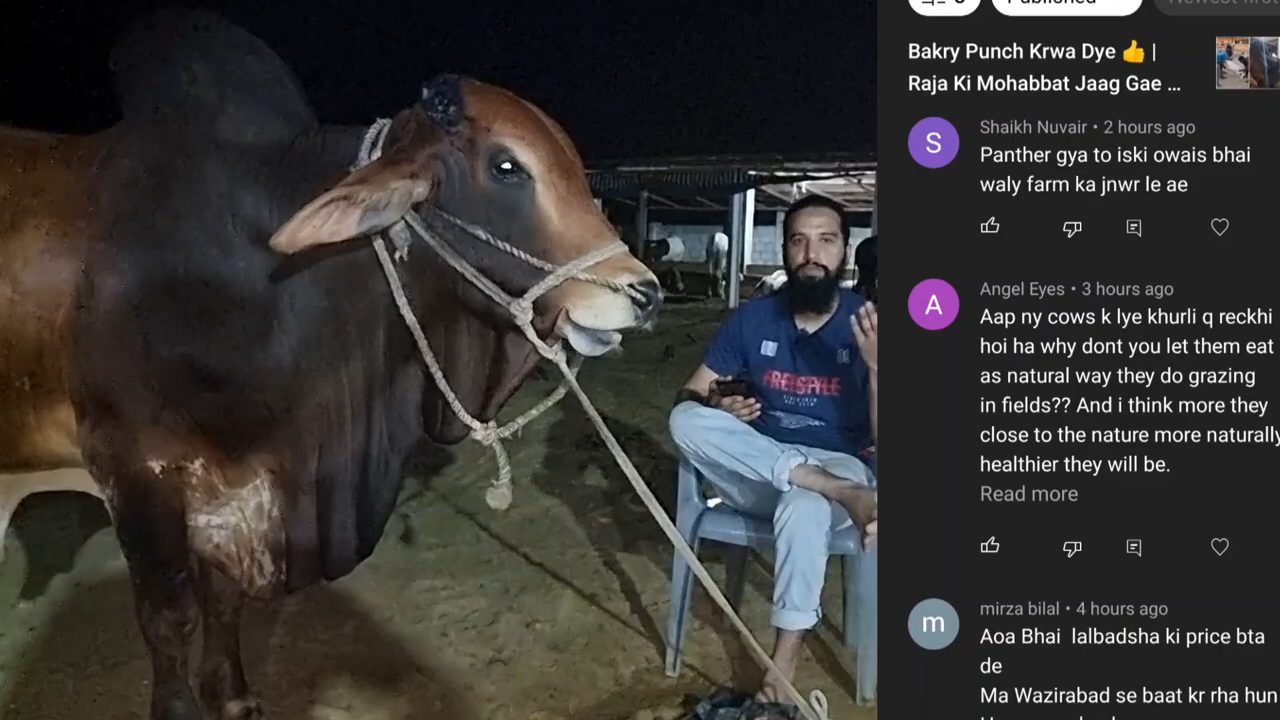 Published
Newest first
Bakry Punch Krwa Dye 👍 |
Raja Ki Mohabbat Jaag Gae ...
S
Shaikh Nuvair • 2 hours ago
Panther gya to iski owais bhai
waly farm ka jnwr le ae
A
Angel Eyes • 3 hours ago
Aap ny cows k lye khurli q reckhi
hoi ha why dont you let them eat
as natural way they do grazing
in fields?? And i think more they
close to the nature more naturally
healthier they will be.
Read more
m
mirza bilal • 4 hours ago
Aoa Bhai lalbadsha ki price bta
de
Ma Wazirabad se baat kr rha hun
FREESTYLE